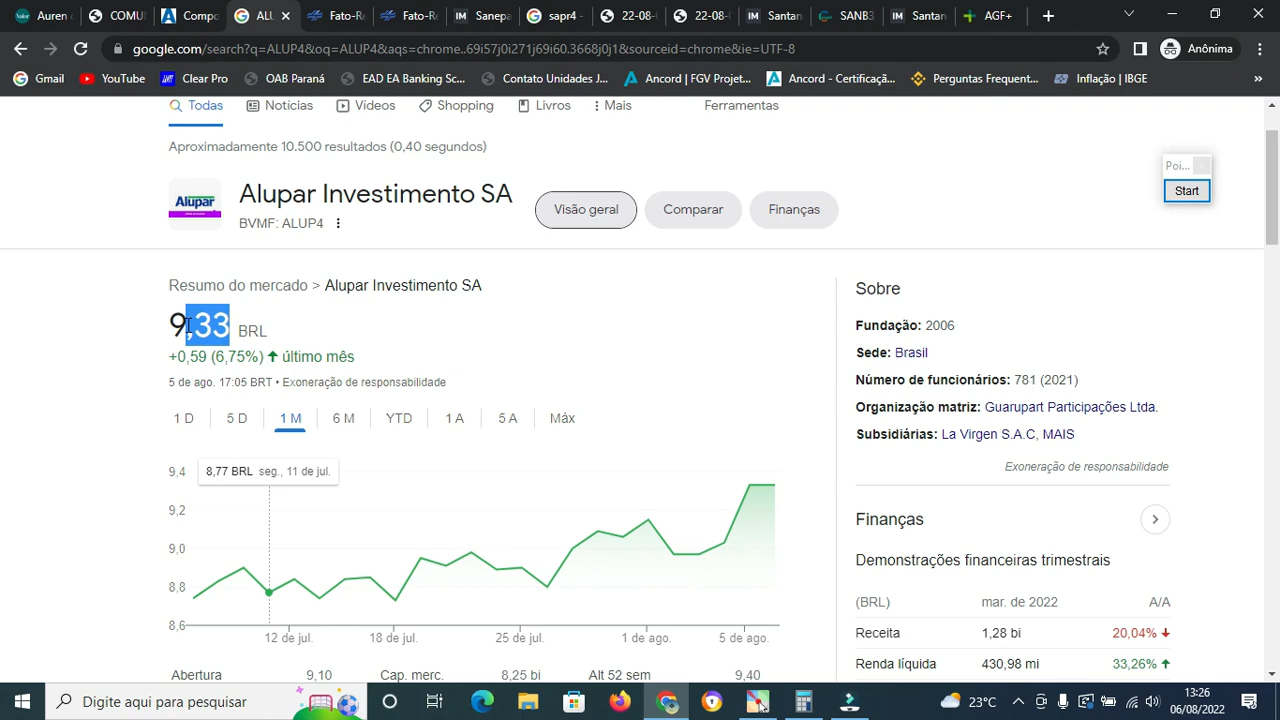 Auren
COMU
Compo
ALU
Fato-Re
Fato-Re
Sanepa
sapr4 -
22-08-
22-0
Santan
SANB
Santan
AGF+
google.com/search?q=ALUP4&oq=ALUP4&aqs=chrome.69i57j0i271j69i60.3668j0j1&sourceid=chrome&ie=UTF-8
Anônima
Gmail
YouTube
Clear Pro
OAB Paraná
EAD EA Banking Sc...
Contato Unidades J...
Ancord | FGV Projet...
Ancord - Certificaçã...
Perguntas Frequent...
Inflação | IBGE
»
Todas
Notícias
Vídeos
Shopping
Livros
Mais
Ferramentas
Aproximadamente 10.500 resultados (0,40 segundos)
Alupar
Alupar Investimento SA
BVMF: ALUP4
Visão geral
Comparar
Finanças
Poi...
Start
Resumo do mercado > Alupar Investimento SA
9,33 BRL
+0,59 (6,75%) último mês
5 de ago. 17:05 BRT • Exoneração de responsabilidade
1 D
5 D
1 M
6 M
YTD
1 A
5 A
Máx
8,77 BRL seg., 11 de jul.
9,4
9,2
9,0
8,8
8,6
12 de jul.
18 de jul.
25 de jul.
1 de ago.
5 de ago.
Abertura 9,10
Cap. merc. 8,25 bi
Alt 52 sem 9,40
Sobre
Fundação: 2006
Sede: Brasil
Número de funcionários: 781 (2021)
Organização matriz: Guarupart Participações Ltda.
Subsidiárias: La Virgen S.A.C, MAIS
Exoneração de responsabilidade
Finanças
Demonstrações financeiras trimestrais
(BRL) mar. de 2022 A/A
Receita 1,28 bi 20,04%
Renda líquida 430,98 mi 33,26%
Digite aqui para pesquisar
23°C
13:26
06/08/2022